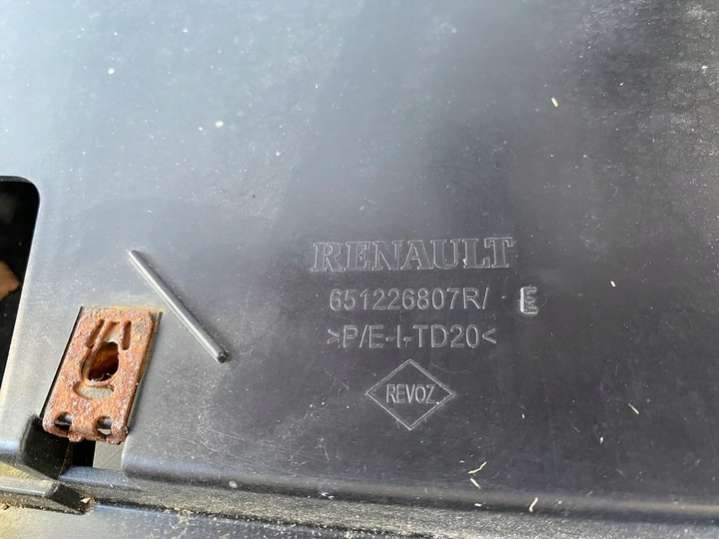 RENAULT
651226807R/ E
>P/E-I-TD20<
REVOZ